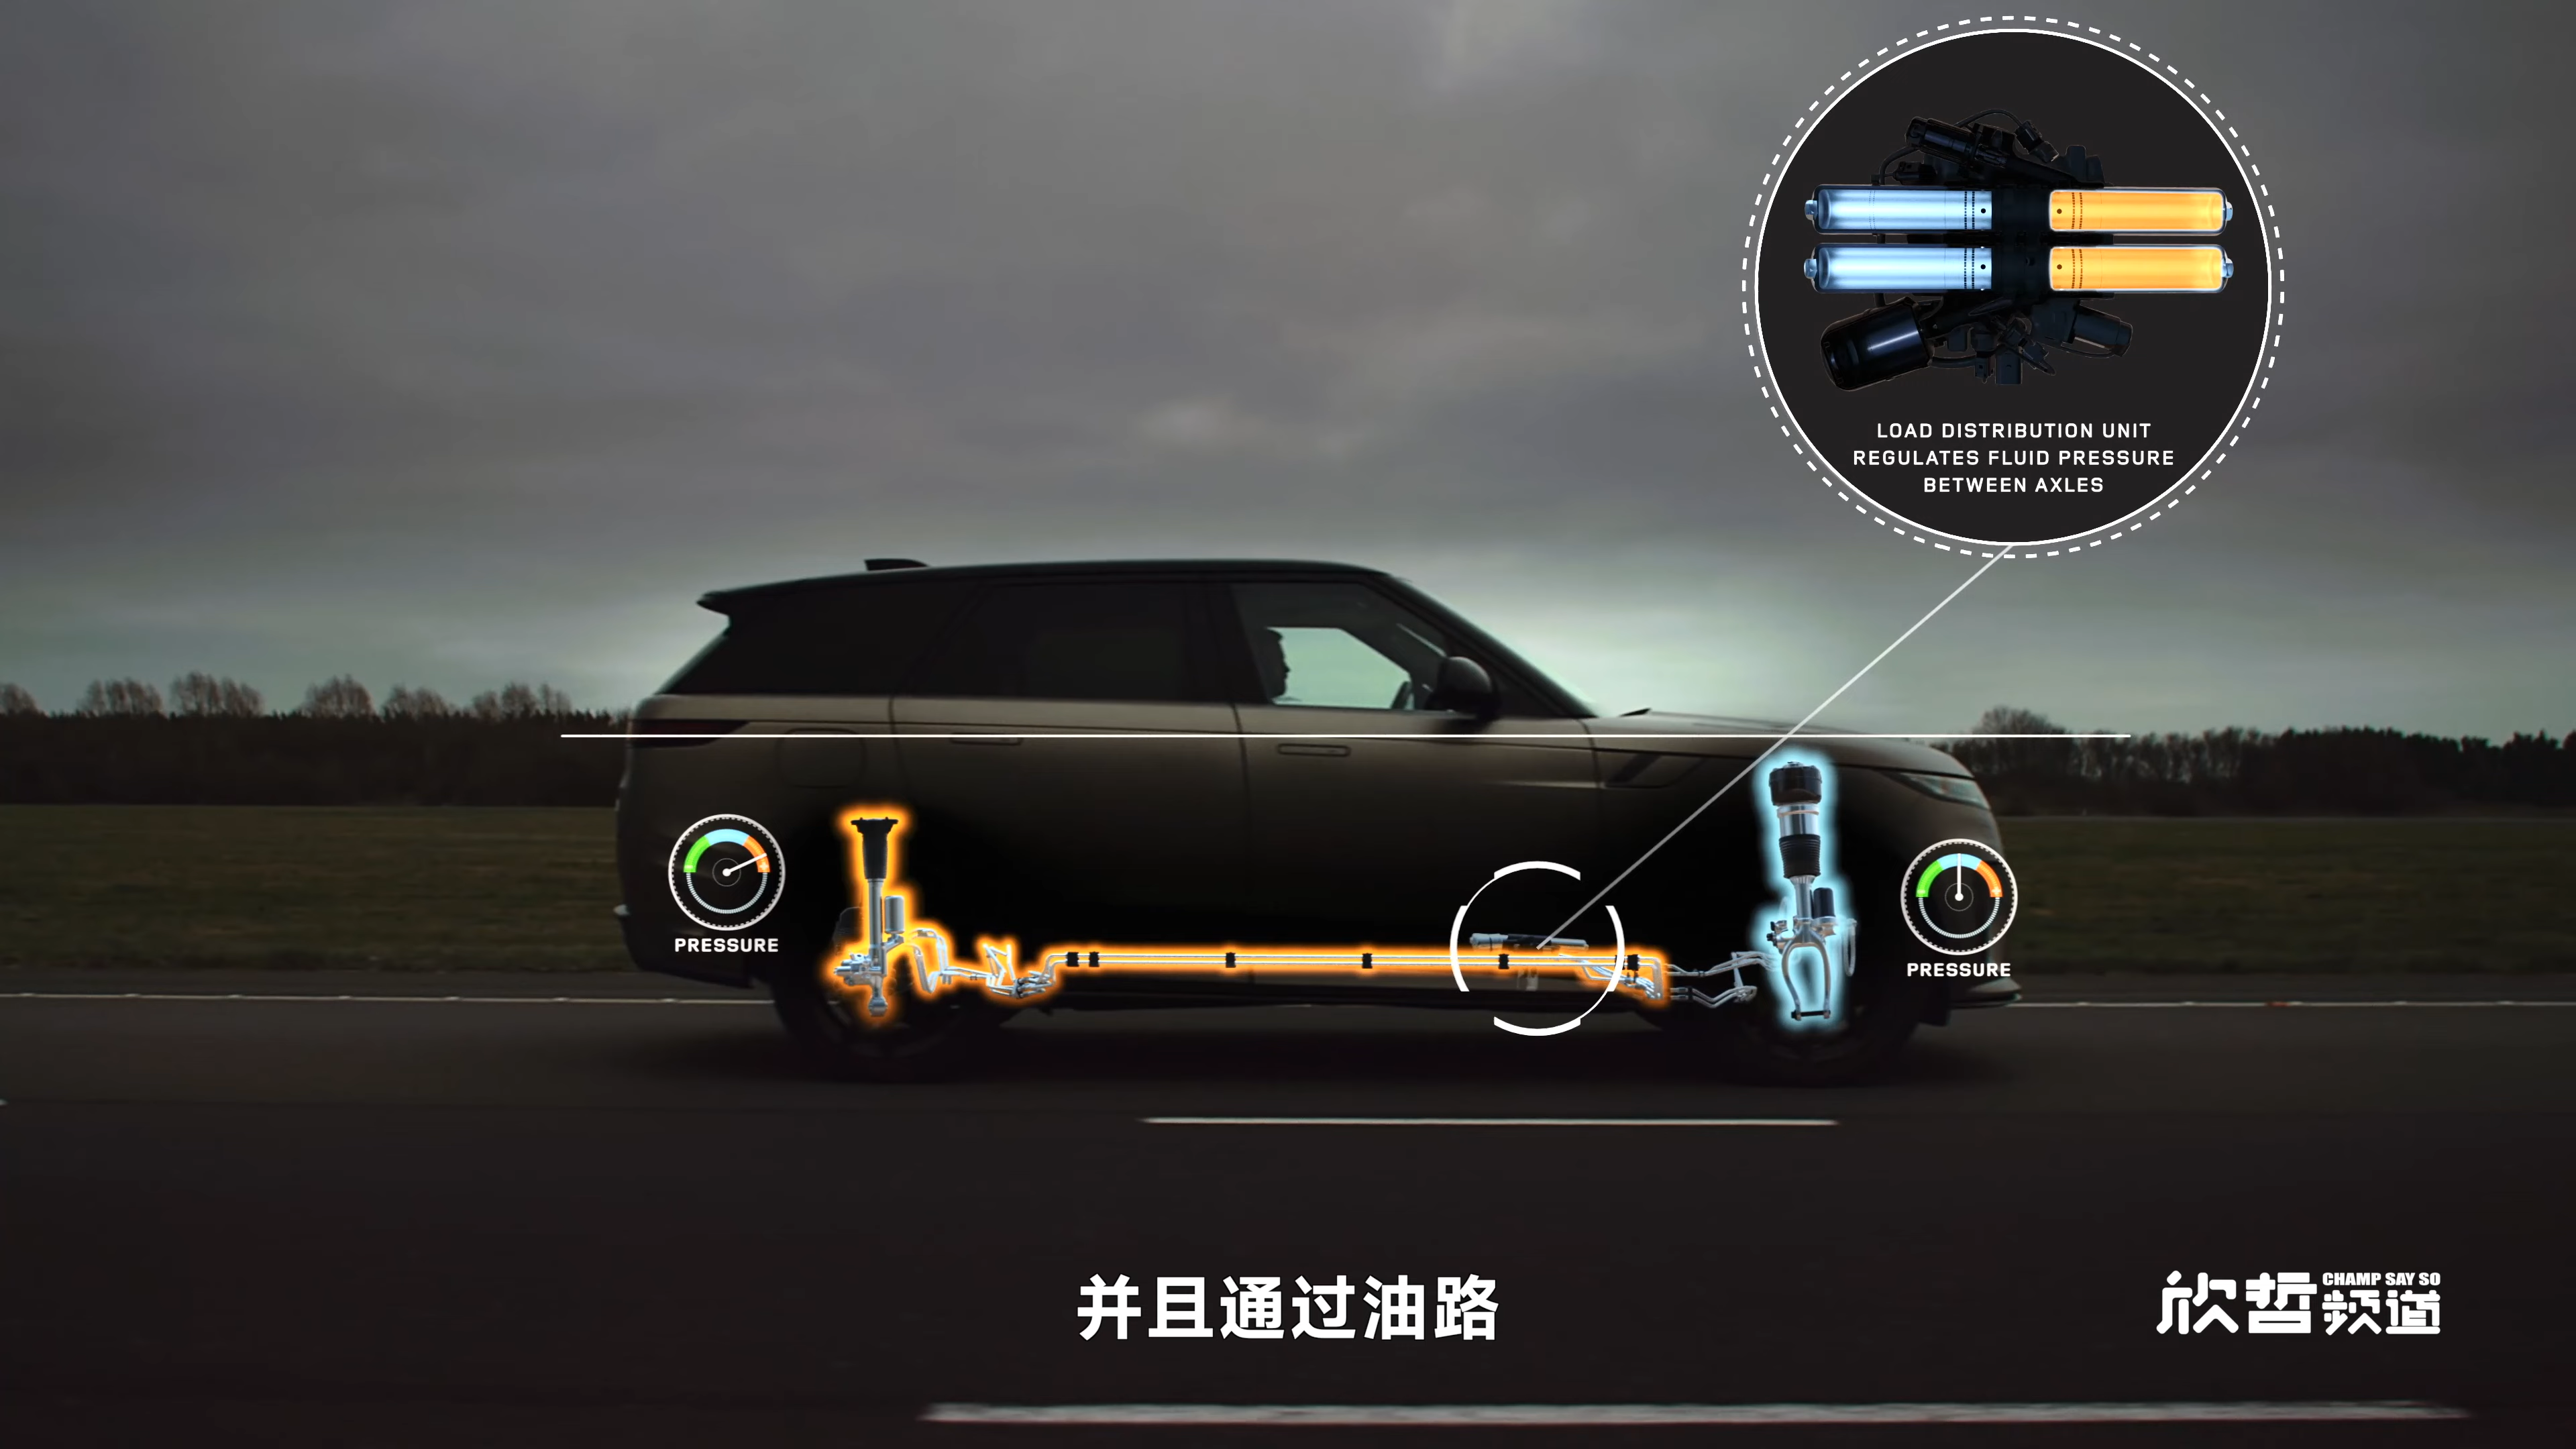 LOAD DISTRIBUTION UNIT
REGULATES FLUID PRESSURE
BETWEEN AXLES
PRESSURE
PRESSURE
并且通过油路
欣哲频道
CHAMP SAY SO